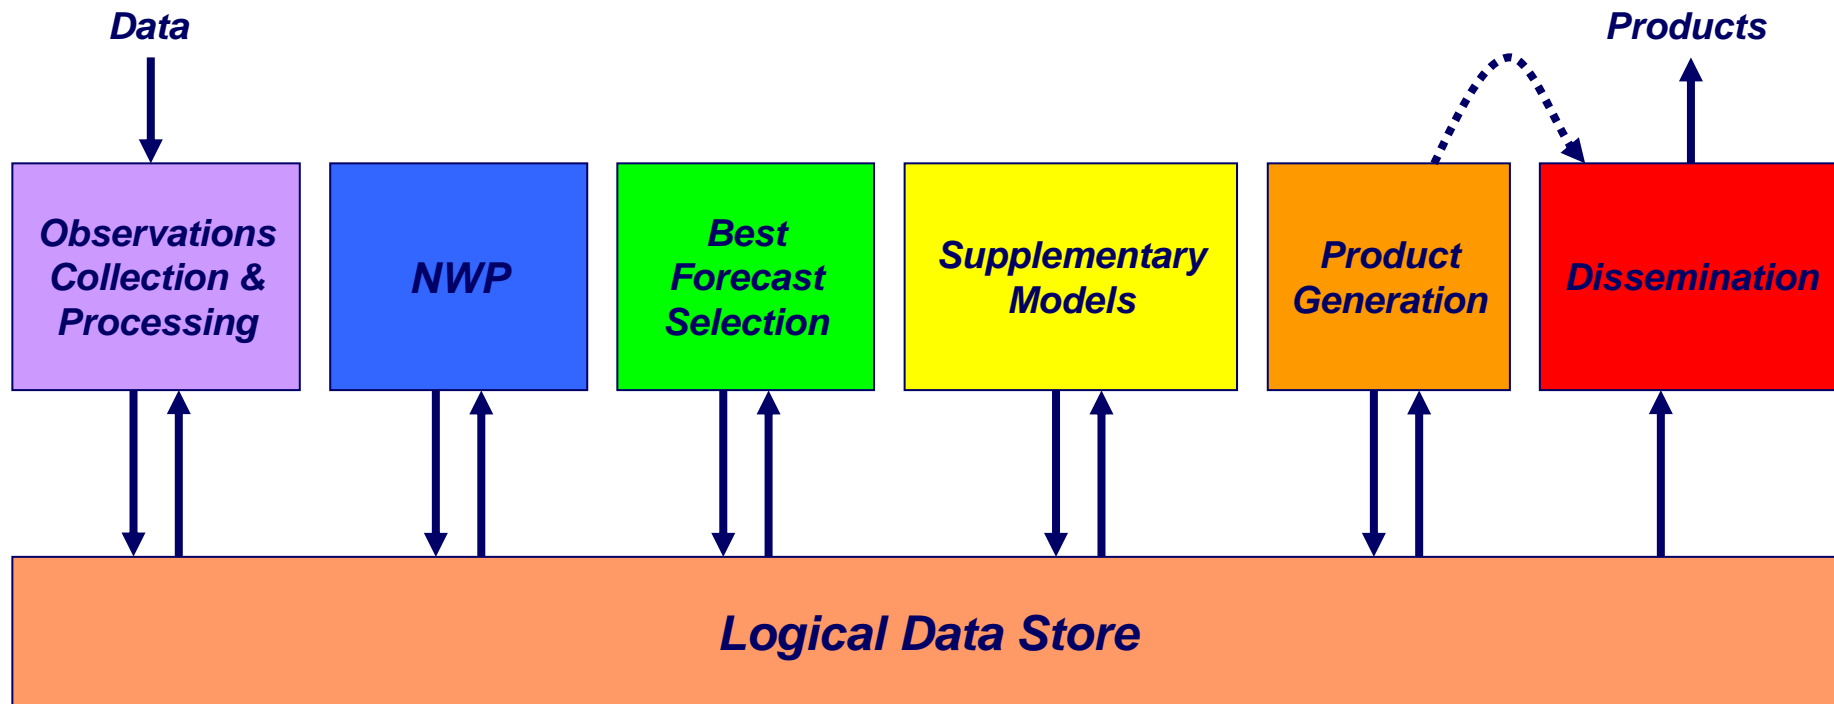 Data
Products
Observations
Collection &
Processing
NWP
Best
Forecast
Selection
Supplementary
Models
Product
Generation
Dissemination
Logical Data Store